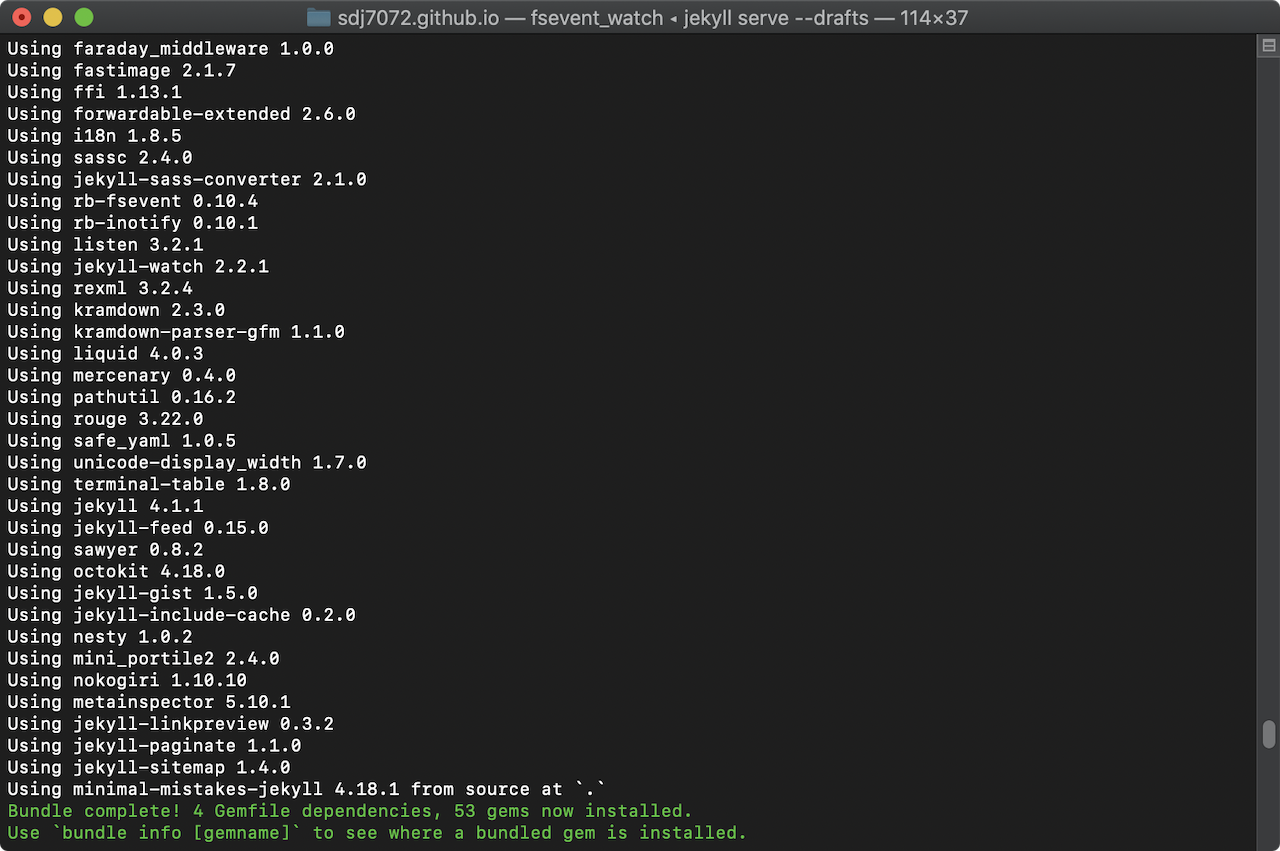 sdj7072.github.io — fsevent_watch ◂ jekyll serve --drafts — 114×37
Using faraday_middleware 1.0.0
Using fastimage 2.1.7
Using ffi 1.13.1
Using forwardable-extended 2.6.0
Using i18n 1.8.5
Using sassc 2.4.0
Using jekyll-sass-converter 2.1.0
Using rb-fsevent 0.10.4
Using rb-inotify 0.10.1
Using listen 3.2.1
Using jekyll-watch 2.2.1
Using rexml 3.2.4
Using kramdown 2.3.0
Using kramdown-parser-gfm 1.1.0
Using liquid 4.0.3
Using mercenary 0.4.0
Using pathutil 0.16.2
Using rouge 3.22.0
Using safe_yaml 1.0.5
Using unicode-display_width 1.7.0
Using terminal-table 1.8.0
Using jekyll 4.1.1
Using jekyll-feed 0.15.0
Using sawyer 0.8.2
Using octokit 4.18.0
Using jekyll-gist 1.5.0
Using jekyll-include-cache 0.2.0
Using nesty 1.0.2
Using mini_portile2 2.4.0
Using nokogiri 1.10.10
Using metainspector 5.10.1
Using jekyll-linkpreview 0.3.2
Using jekyll-paginate 1.1.0
Using jekyll-sitemap 1.4.0
Using minimal-mistakes-jekyll 4.18.1 from source at `.`
Bundle complete! 4 Gemfile dependencies, 53 gems now installed.
Use `bundle info [gemname]` to see where a bundled gem is installed.